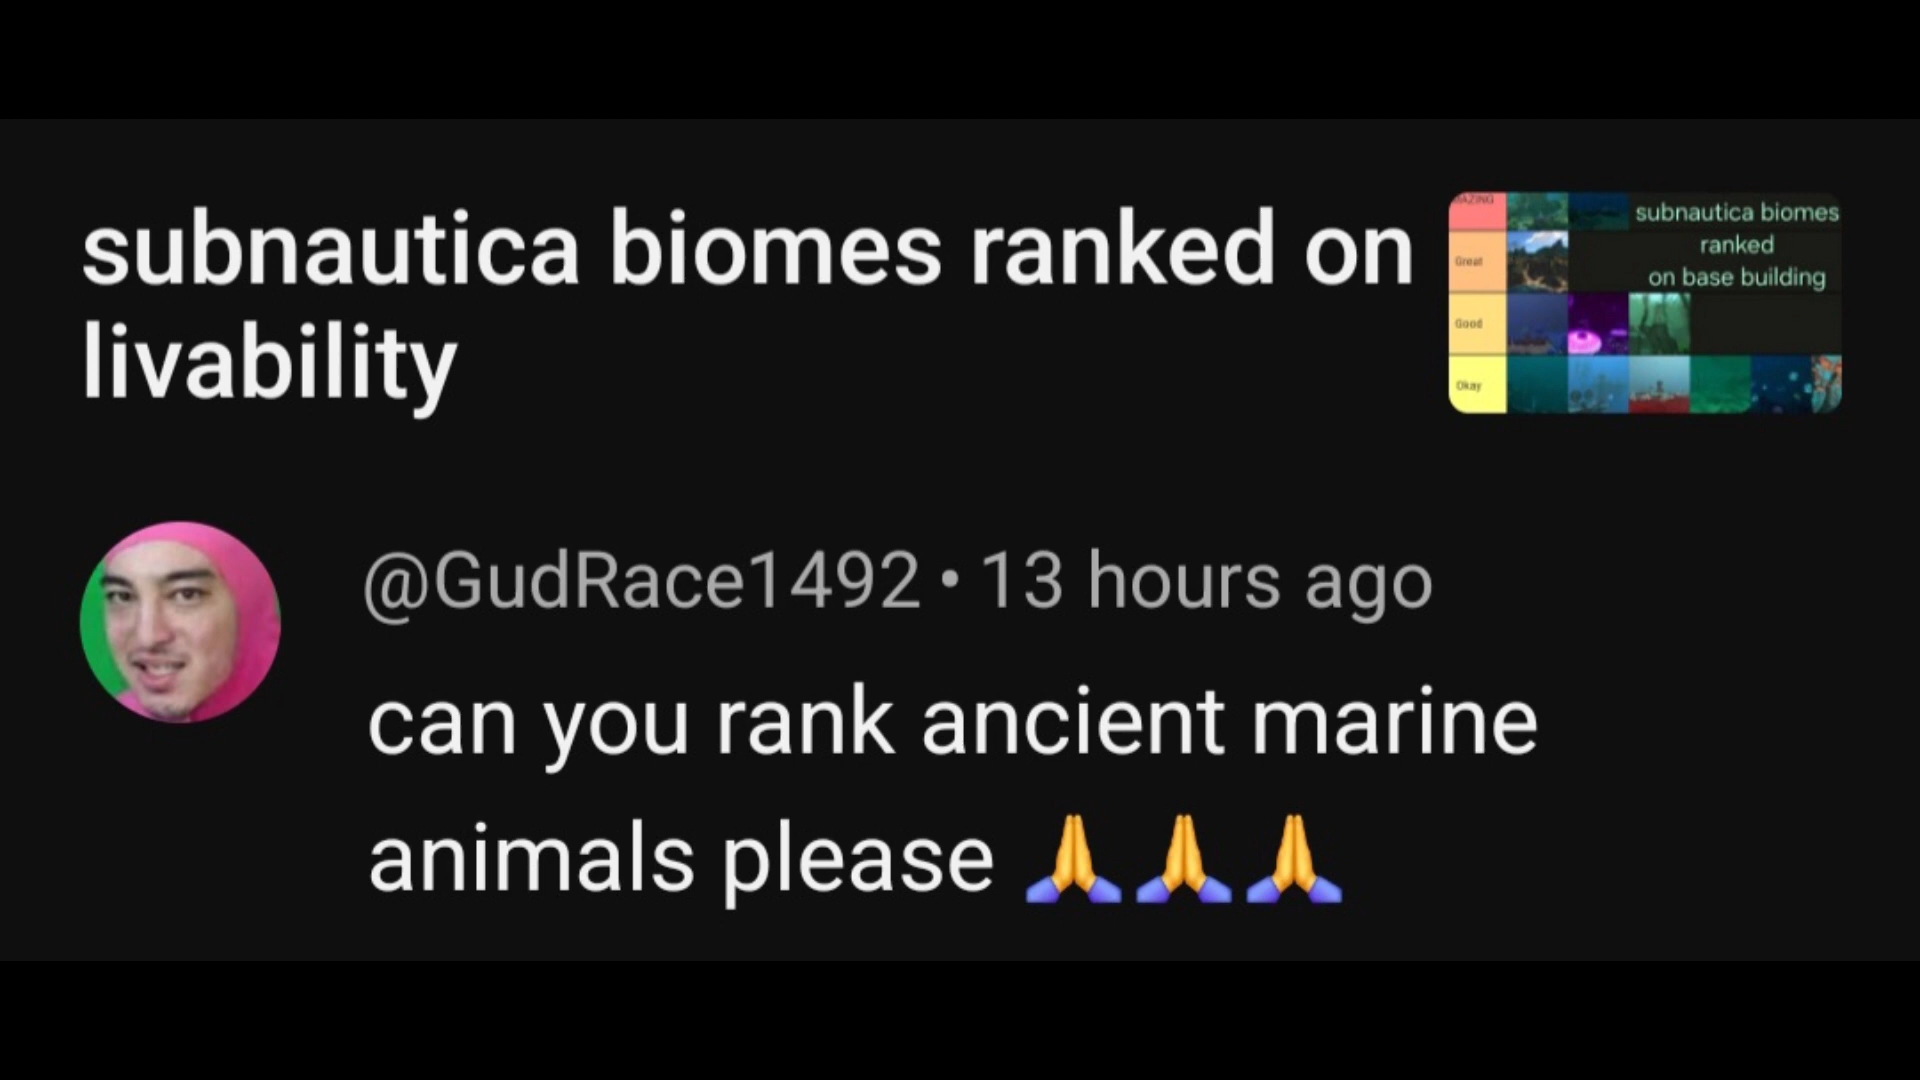 subnautica biomes ranked on
livability
subnautica biomes
ranked
on base building
Great
Good
Okay
@GudRace1492 • 13 hours ago
can you rank ancient marine
animals please 🙏🙏🙏